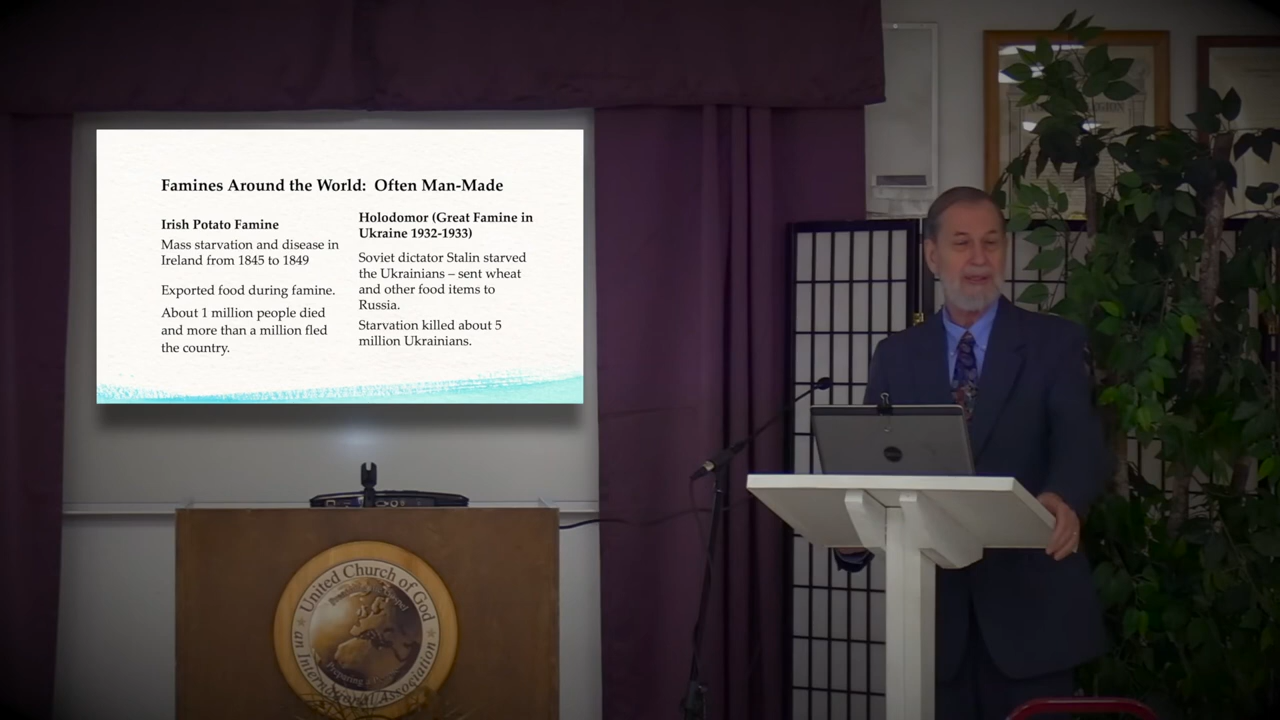 Famines Around the World: Often Man-Made
Irish Potato Famine
Mass starvation and disease in
Ireland from 1845 to 1849
Exported food during famine.
About 1 million people died
and more than a million fled
the country.
Holodomor (Great Famine in
Ukraine 1932-1933)
Soviet dictator Stalin starved
the Ukrainians – sent wheat
and other food items to
Russia.
Starvation killed about 5
million Ukrainians.
United Church of God
an International Association